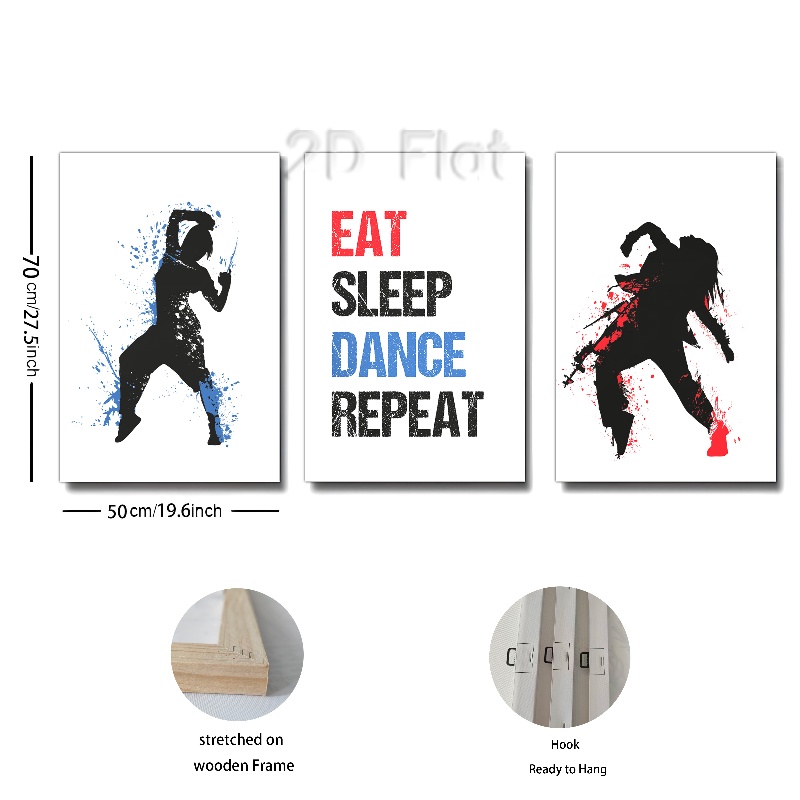 2D Flat
EAT
SLEEP
DANCE
REPEAT
70 cm/27.5inch
50 cm/19.6inch
stretched on
wooden Frame
Hook
Ready to Hang